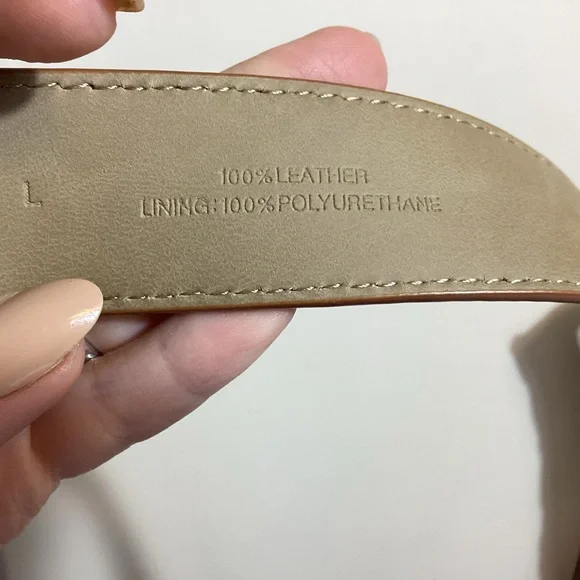 100% LEATHER
L
LINING: 100% POLYURETHANE